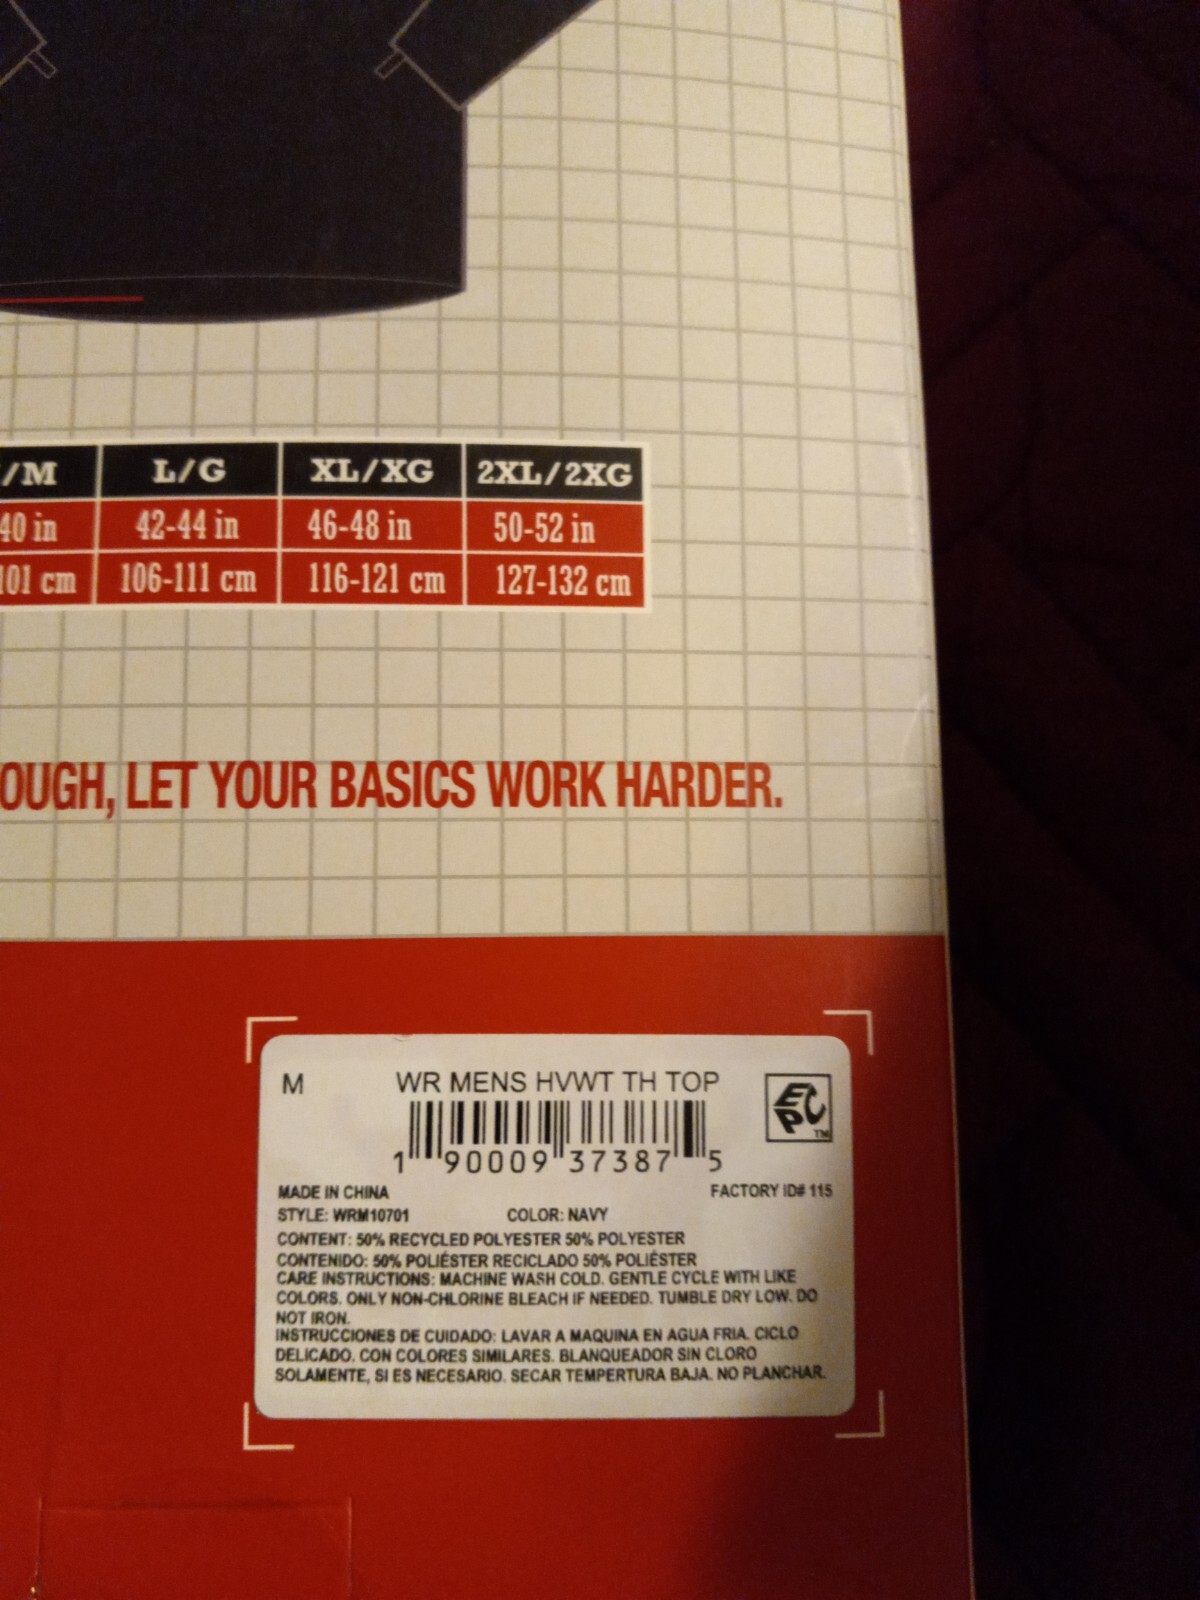 /M L/G XL/XG 2XL/2XG
40 in 42-44 in 46-48 in 50-52 in
101 cm 106-111 cm 116-121 cm 127-132 cm
OUGH, LET YOUR BASICS WORK HARDER.
M WR MENS HVWT TH TOP
EPC TM
1 90009 37387 5
MADE IN CHINA FACTORY ID# 115
STYLE: WRM10701 COLOR: NAVY
CONTENT: 50% RECYCLED POLYESTER 50% POLYESTER
CONTENIDO: 50% POLIÉSTER RECICLADO 50% POLIÉSTER
CARE INSTRUCTIONS: MACHINE WASH COLD. GENTLE CYCLE WITH LIKE
COLORS. ONLY NON-CHLORINE BLEACH IF NEEDED. TUMBLE DRY LOW. DO
NOT IRON.
INSTRUCCIONES DE CUIDADO: LAVAR A MAQUINA EN AGUA FRIA. CICLO
DELICADO. CON COLORES SIMILARES. BLANQUEADOR SIN CLORO
SOLAMENTE, SI ES NECESARIO. SECAR TEMPERTURA BAJA. NO PLANCHAR.